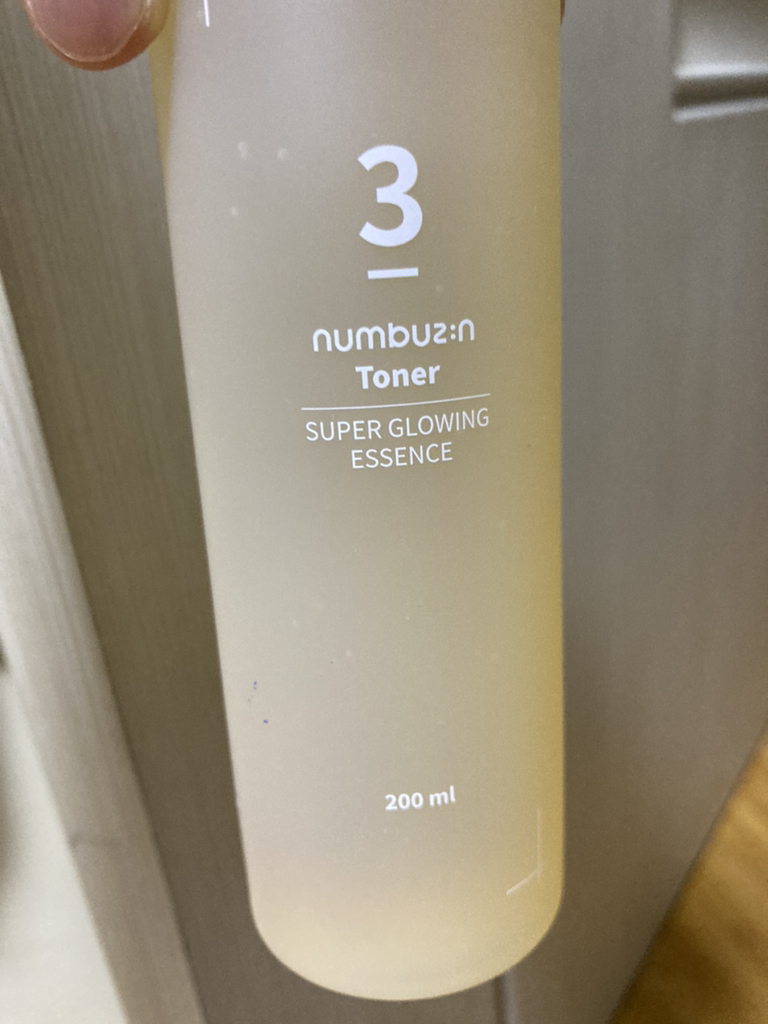 3
numbuz:n
Toner
SUPER GLOWING
ESSENCE
200 ml